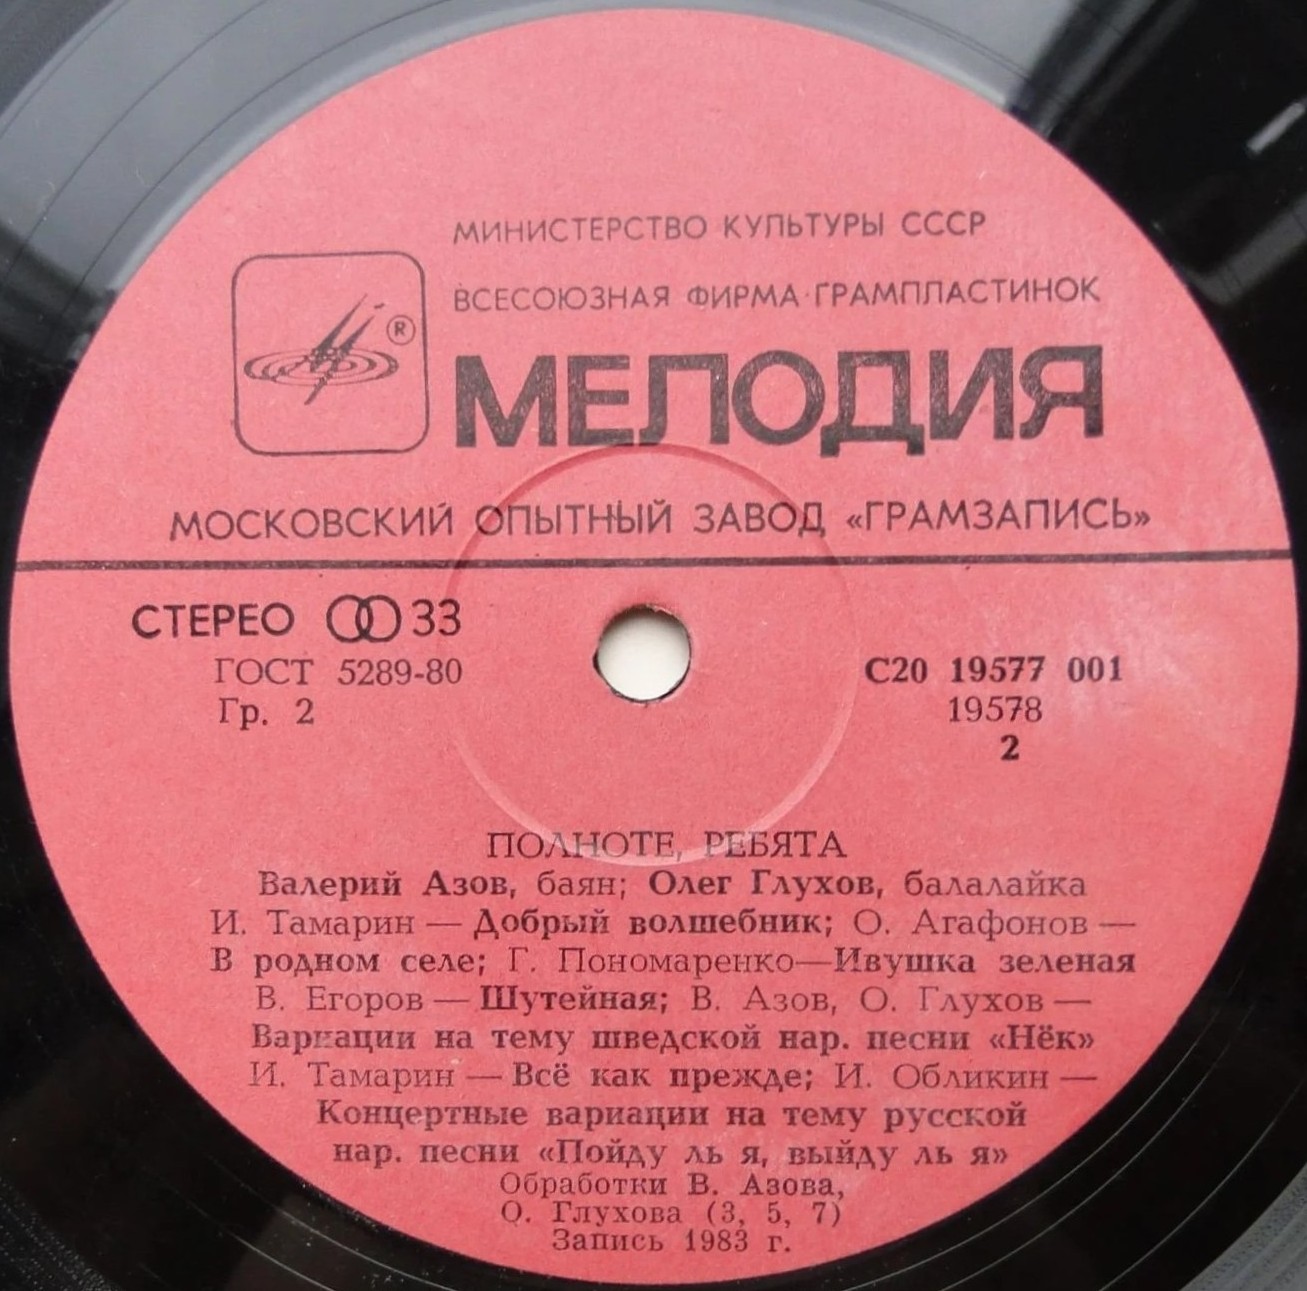 МИНИСТЕРСТВО КУЛЬТУРЫ СССР
ВСЕСОЮЗНАЯ ФИРМА ГРАМПЛАСТИНОК
®
МЕЛОДИЯ
МОСКОВСКИЙ ОПЫТНЫЙ ЗАВОД «ГРАМЗАПИСЬ»
СТЕРЕО 33
ГОСТ 5289-80
Гр. 2
С20 19577 001
19578
2
ПОЛНОТЕ, РЕБЯТА
Валерий Азов, баян; Олег Глухов, балалайка
И. Тамарин — Добрый волшебник; О. Агафонов —
В родном селе; Г. Пономаренко — Ивушка зеленая
В. Егоров — Шутейная; В. Азов, О. Глухов —
Вариации на тему шведской нар. песни «Нёк»
И. Тамарин — Всё как прежде; И. Обликин —
Концертные вариации на тему русской
нар. песни «Пойду ль я, выйду ль я»
Обработки В. Азова,
О. Глухова (3, 5, 7)
Запись 1983 г.